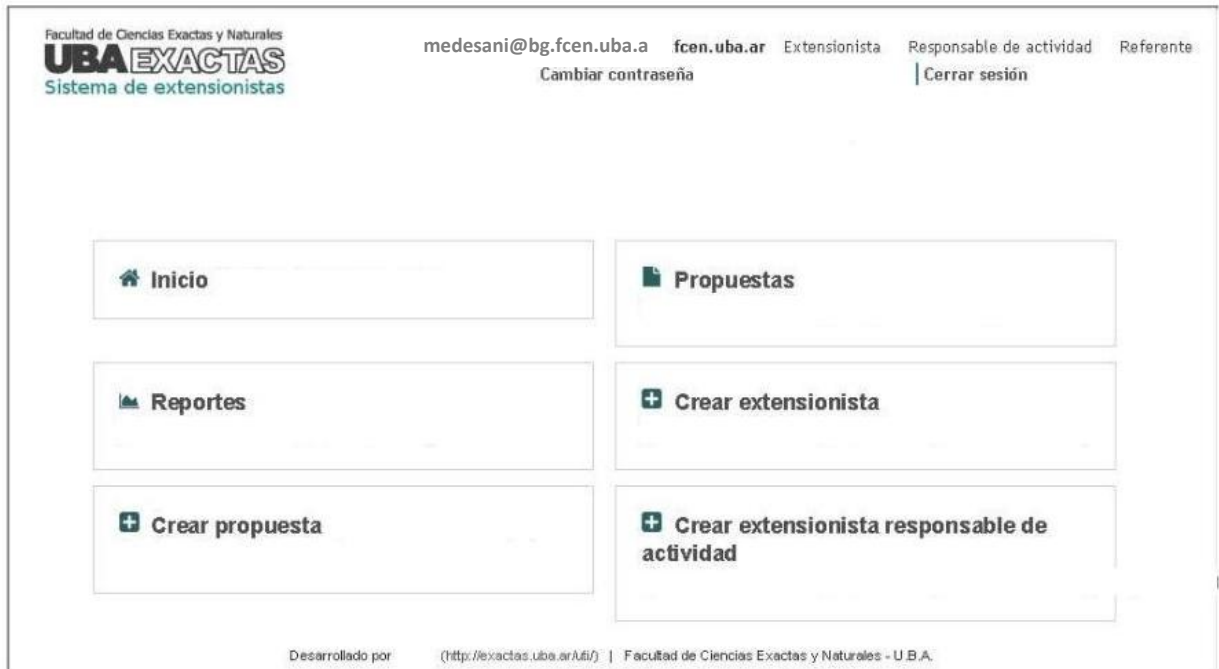 Facultad de Ciencias Exactas y Naturales
UBA EXACTAS
Sistema de extensionistas
medesani@bg.fcen.uba.a fcen.uba.ar Extensionista Responsable de actividad Referente
Cambiar contraseña Cerrar sesión
Inicio
Propuestas
Reportes
Crear extensionista
Crear propuesta
Crear extensionista responsable de
actividad
Desarrollado por (http://exactas.uba.ar/uti/) | Facultad de Ciencias Exactas y Naturales - U.B.A.